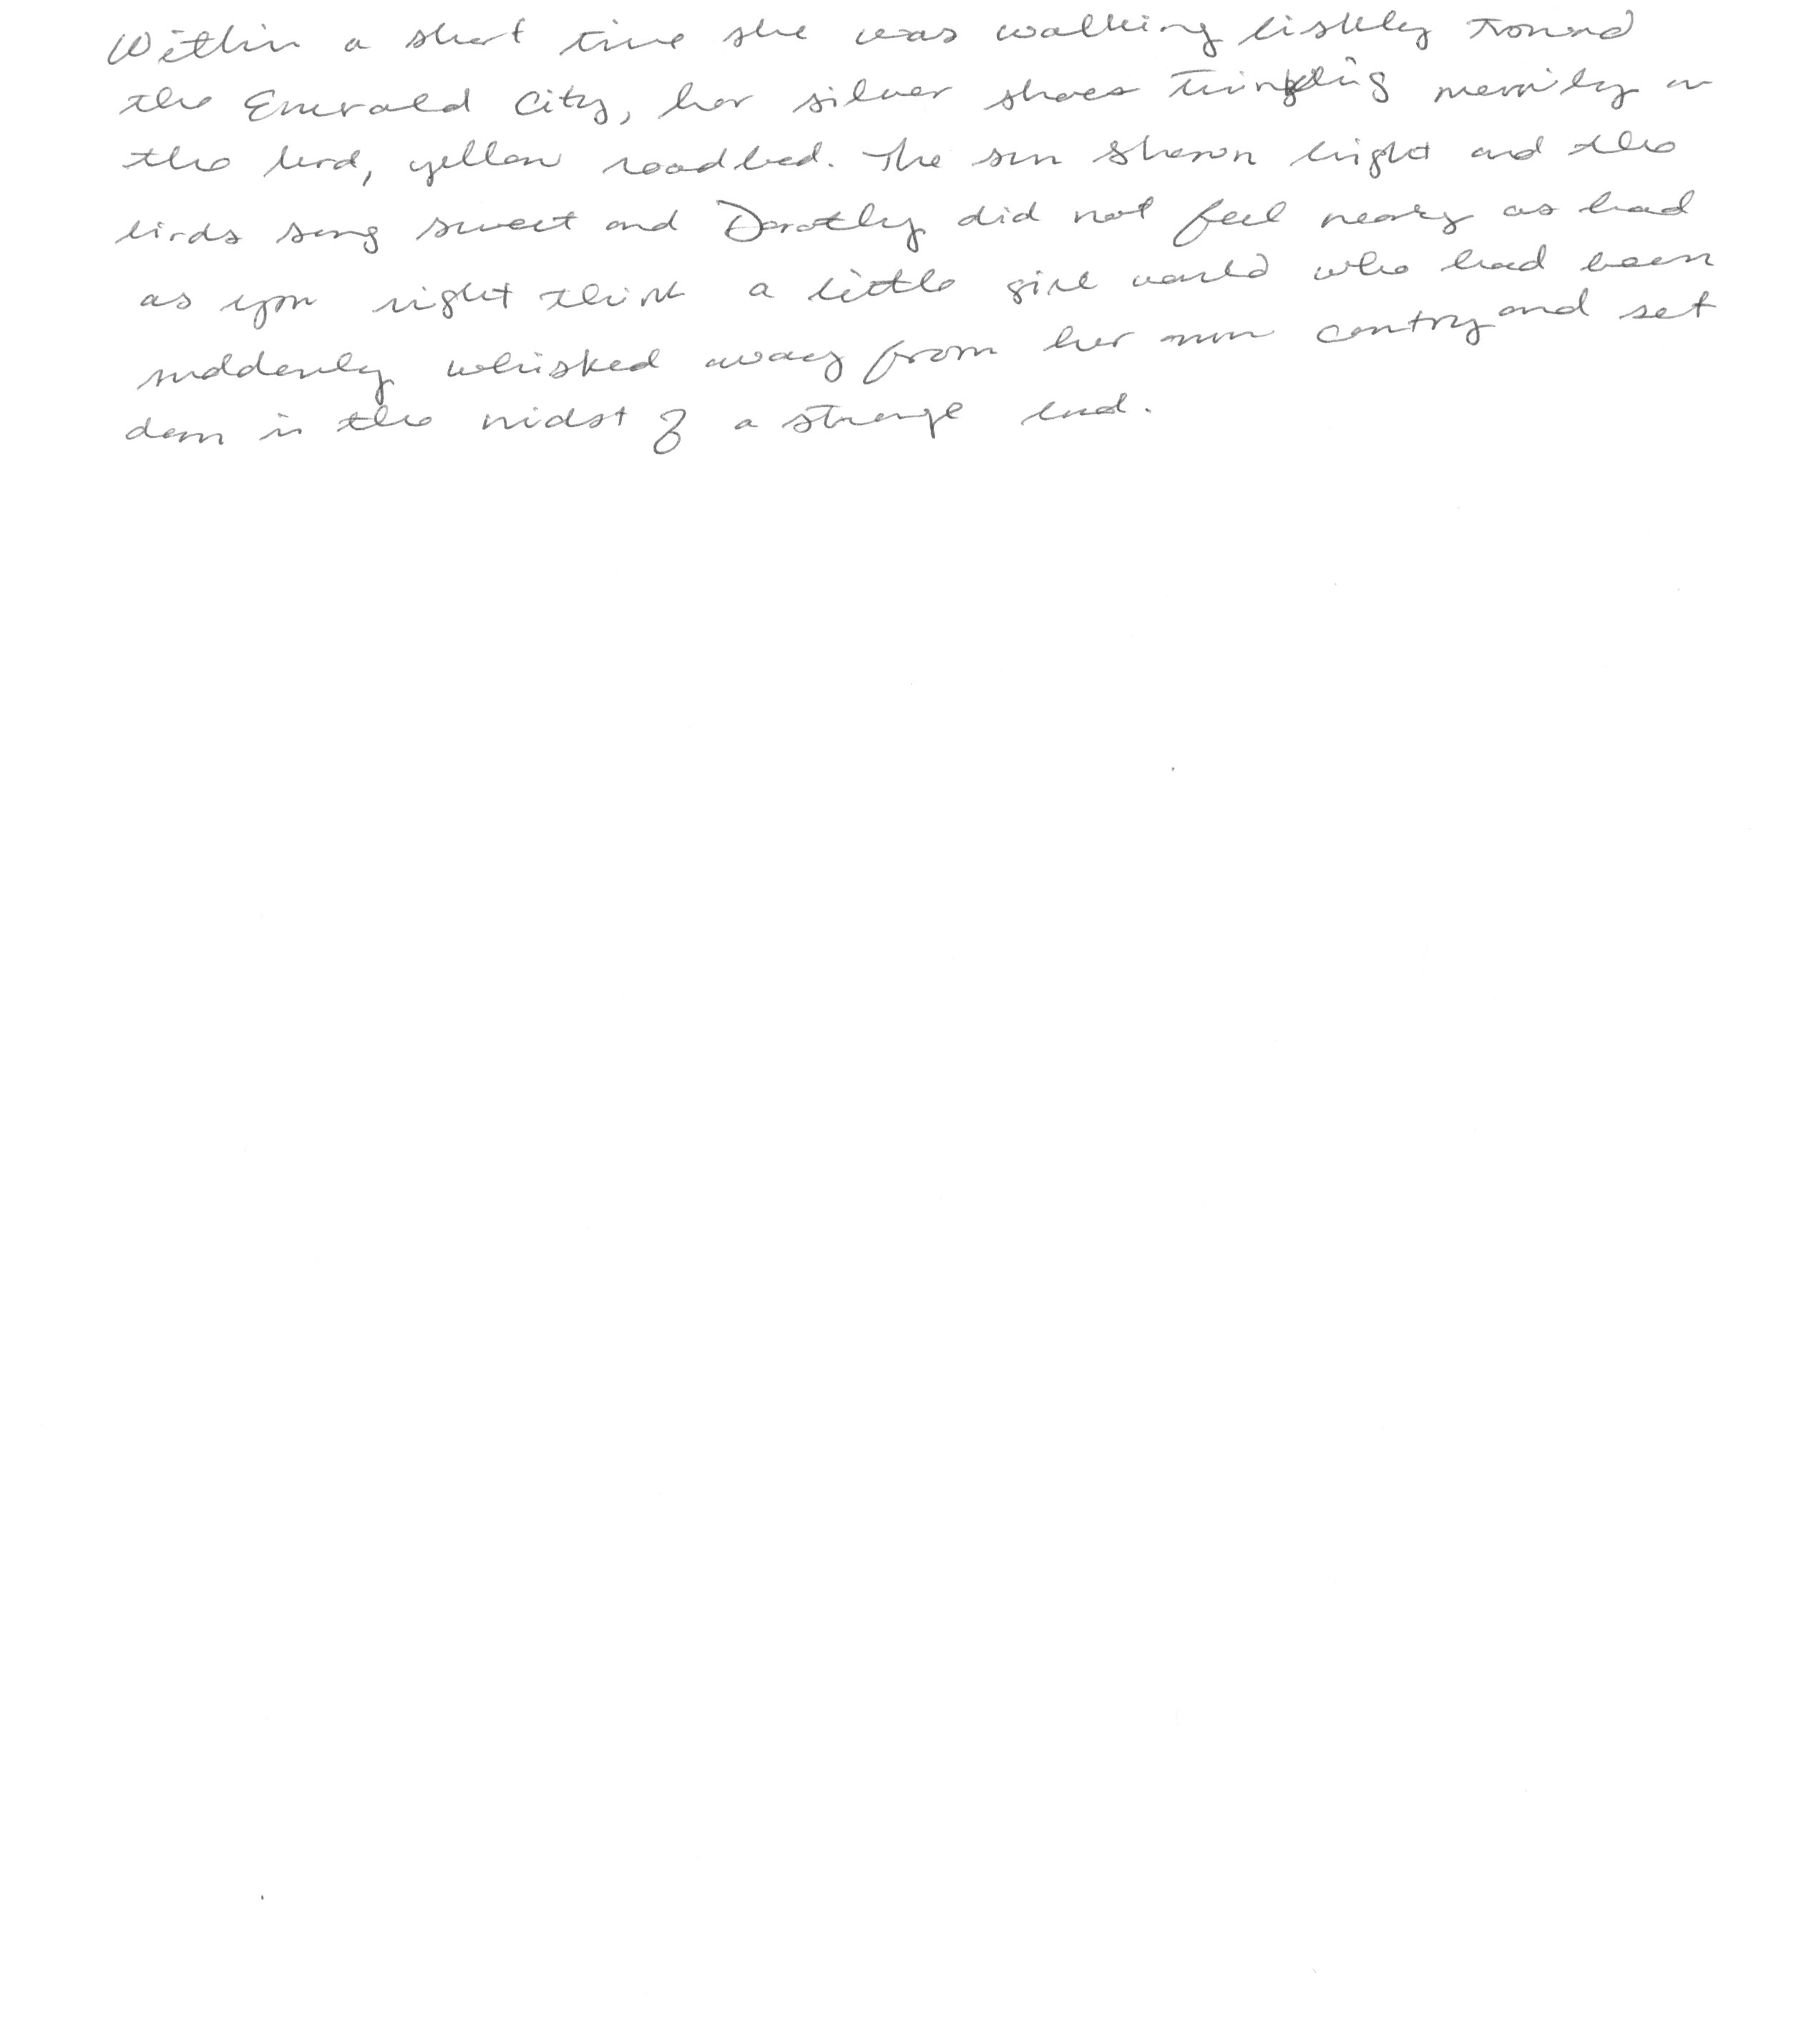 Within a short time she was walking briskly toward
the Emerald City, her silver shoes tinkling merrily on
the hard, yellow roadbed. The sun shown bright and the
birds sang sweet and Dorothy did not feel nearly as bad
as you might think a little girl would who had been
suddenly whisked away from her own country and set
down in the midst of a strange land.